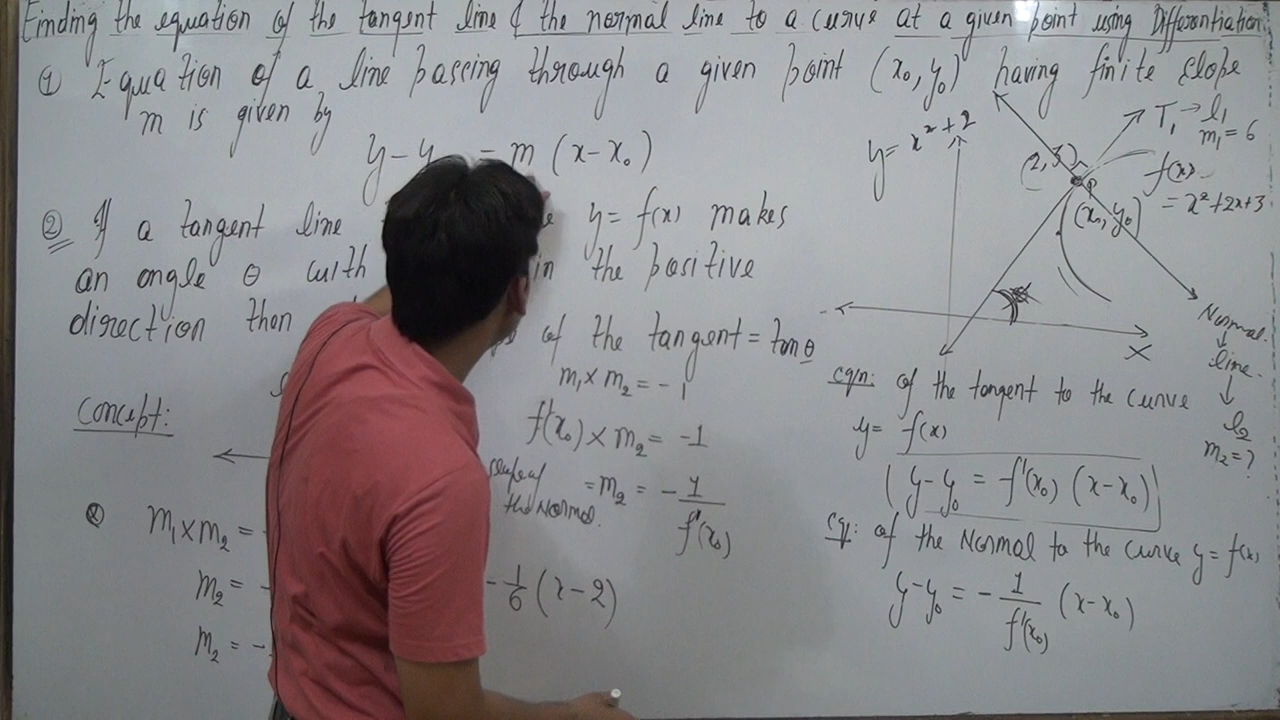 Finding the equation of the tangent line & the normal line to a curve at a given point using Differentiation.
① Equation of a line passing through a given point (x₀, y₀) having finite slope
m is given by
y - y = m (x - x₀)
② If a tangent line y = f(x) makes
an angle θ with in the positive
direction then
of the tangent = tan θ
m₁ × m₂ = -1
Concept:
f'(x₀) × m₂ = -1
slope of the Normal. = m₂ = - 1/f'(x₀)
m₁ × m₂ =
m₂ = -
- 1/6 (x - 2)
m₂ = -
y = x² + 2
T₁ → l₁
m₁ = 6
(2, 3)
f(x)
= x² + 2x + 3
(x₀, y₀)
Normal
line
l₂
m₂ = ?
X
eqn: of the tangent to the curve
y = f(x)
y - y₀ = f'(x₀) (x - x₀)
eq: of the Normal to the curve y = f(x)
y - y₀ = - 1/f'(x₀) (x - x₀)